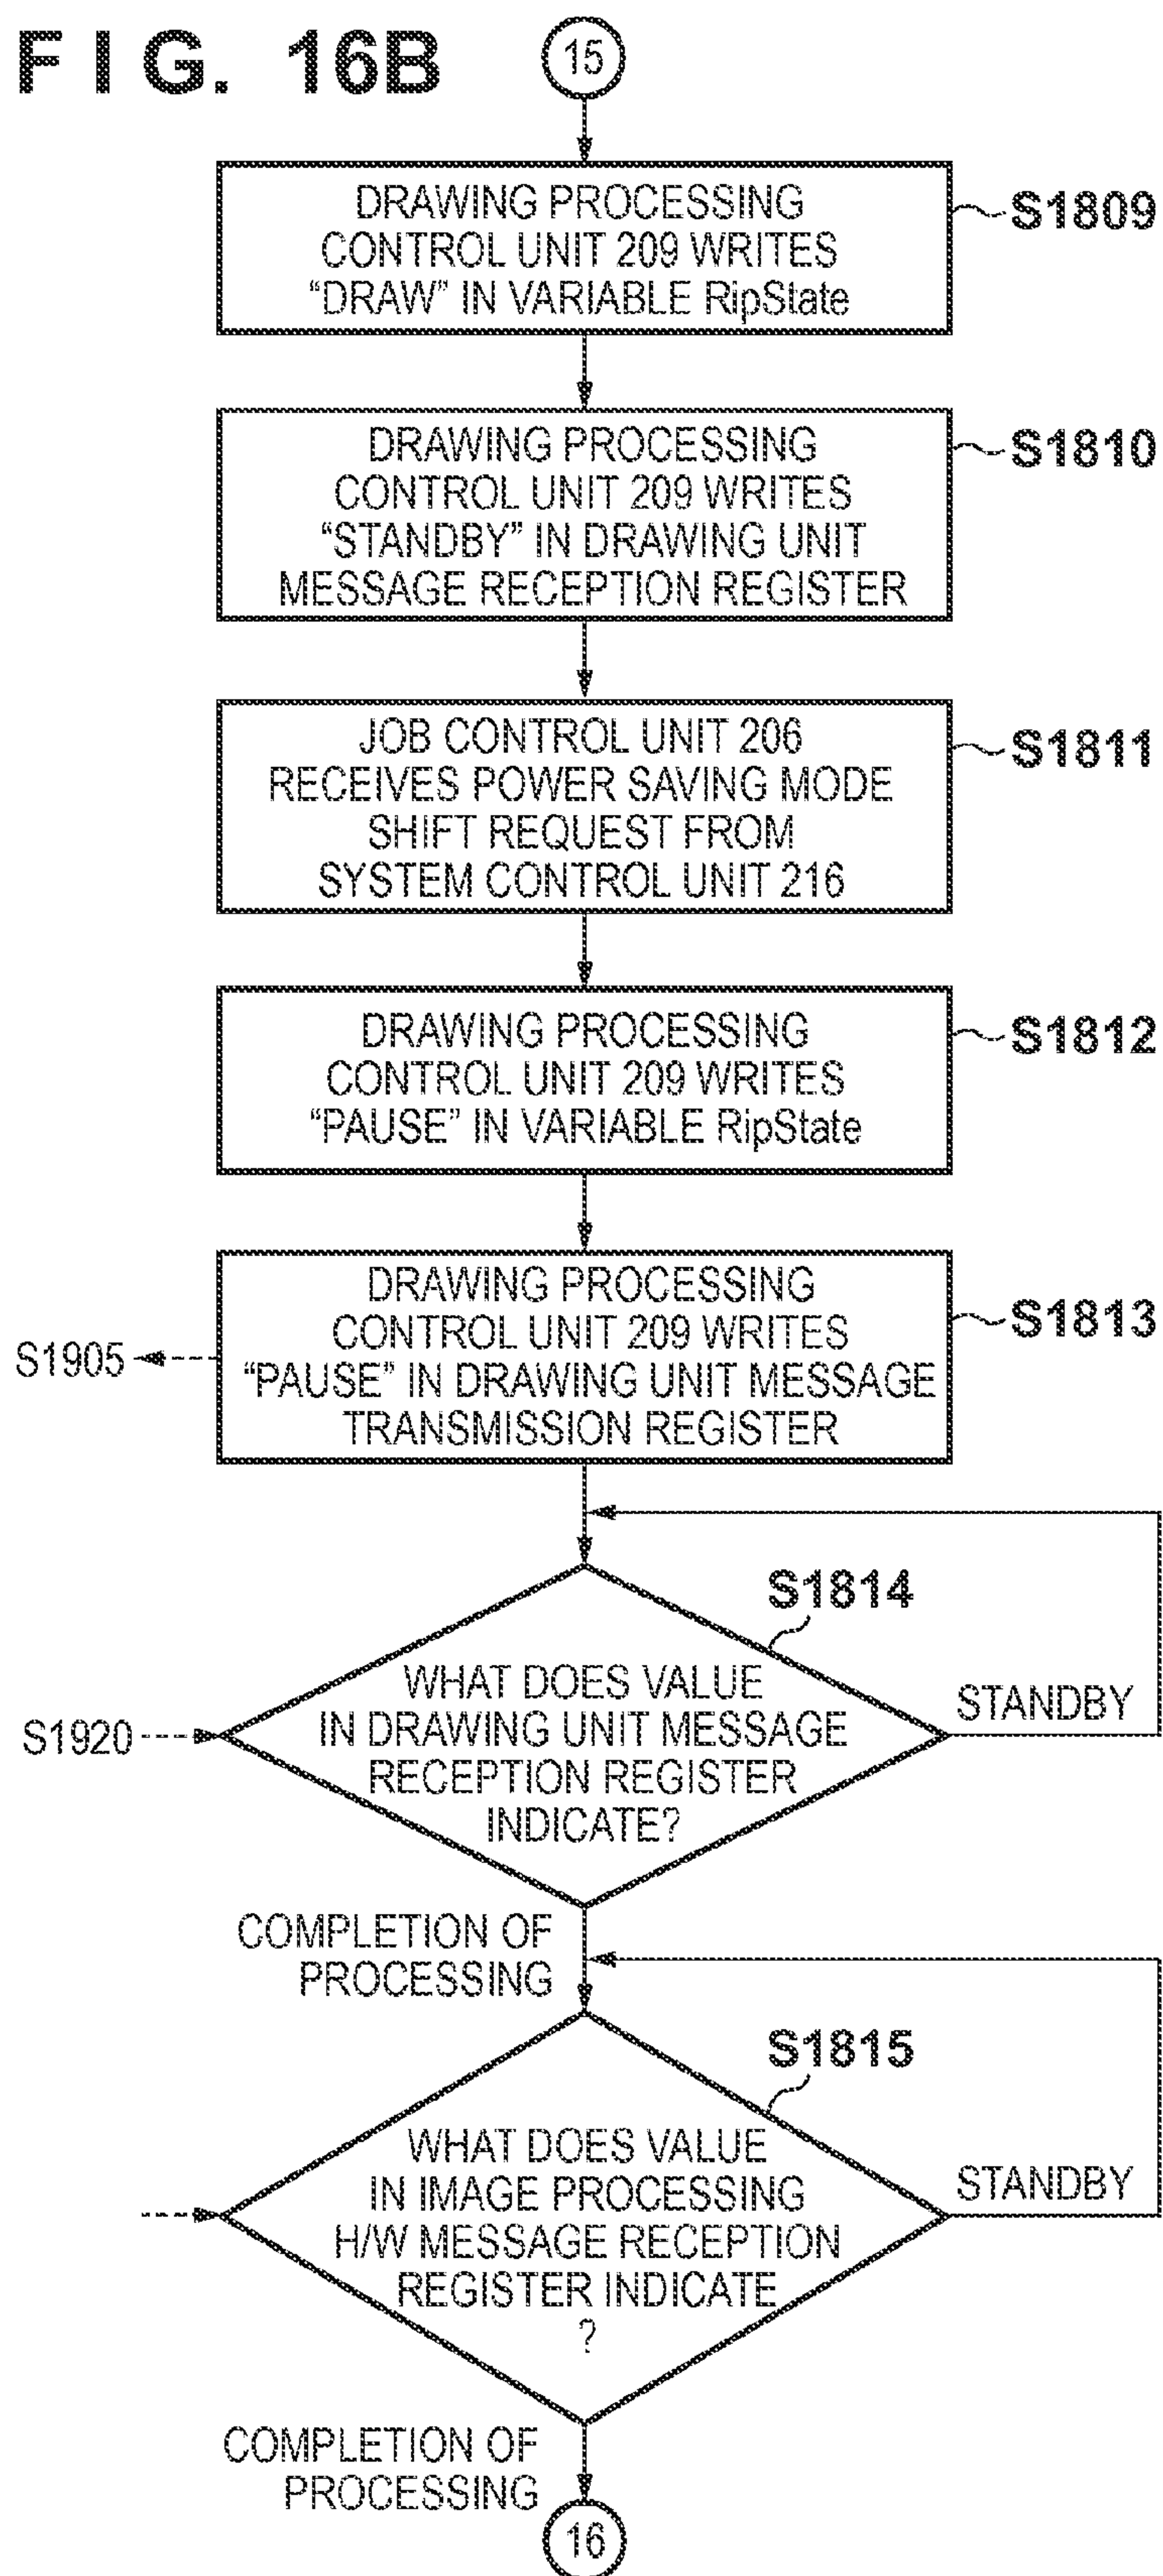 FIG. 16B
15
DRAWING PROCESSING
CONTROL UNIT 209 WRITES
“DRAW” IN VARIABLE RipState
S1809
DRAWING PROCESSING
CONTROL UNIT 209 WRITES
“STANDBY” IN DRAWING UNIT
MESSAGE RECEPTION REGISTER
S1810
JOB CONTROL UNIT 206
RECEIVES POWER SAVING MODE
SHIFT REQUEST FROM
SYSTEM CONTROL UNIT 216
S1811
DRAWING PROCESSING
CONTROL UNIT 209 WRITES
“PAUSE” IN VARIABLE RipState
S1812
DRAWING PROCESSING
CONTROL UNIT 209 WRITES
“PAUSE” IN DRAWING UNIT MESSAGE
TRANSMISSION REGISTER
S1813
S1905
S1814
WHAT DOES VALUE
IN DRAWING UNIT MESSAGE
RECEPTION REGISTER
INDICATE?
STANDBY
S1920
COMPLETION OF
PROCESSING
S1815
WHAT DOES VALUE
IN IMAGE PROCESSING
H/W MESSAGE RECEPTION
REGISTER INDICATE
?
STANDBY
COMPLETION OF
PROCESSING
16